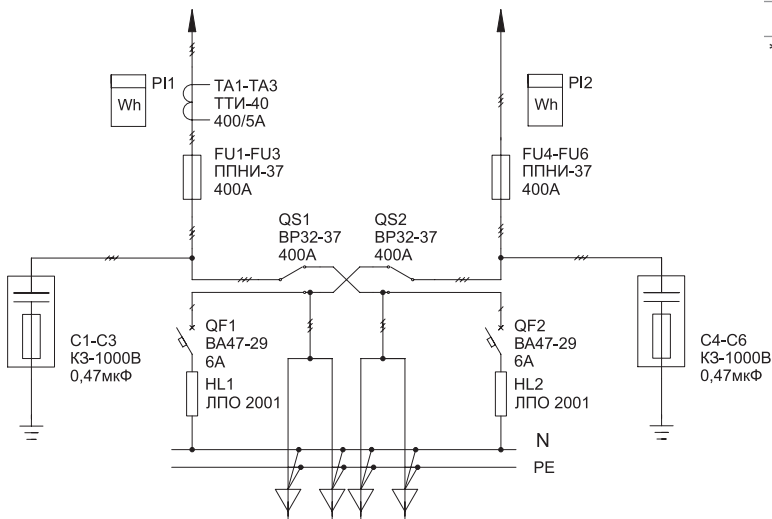 PI1
Wh
TA1-TA3
ТТИ-40
400/5А
FU1-FU3
ППНИ-37
400А
PI2
Wh
FU4-FU6
ППНИ-37
400А
QS1
ВР32-37
400А
QS2
ВР32-37
400А
C1-C3
КЗ-1000В
0,47мкФ
QF1
ВА47-29
6А
HL1
ЛПО 2001
QF2
ВА47-29
6А
HL2
ЛПО 2001
C4-C6
КЗ-1000В
0,47мкФ
N
PE